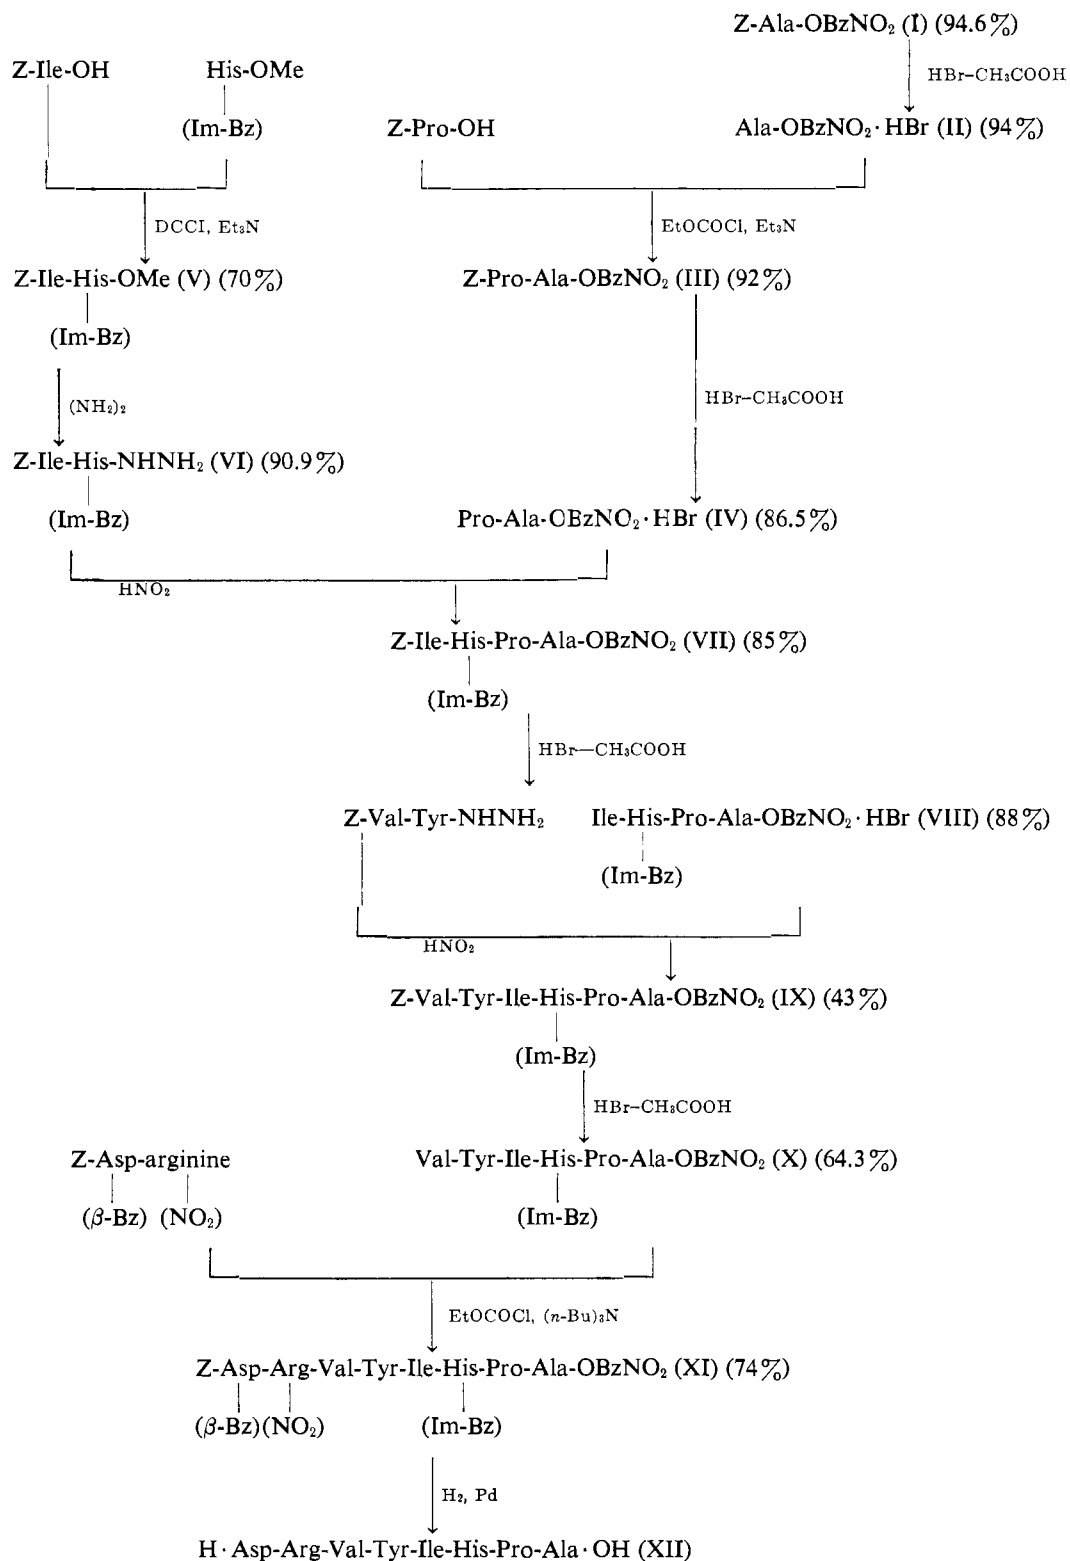 Z-Ala-OBzNO₂ (I) (94.6%)
Z-Ile-OH His-OMe
HBr-CH₃COOH
(Im-Bz) Z-Pro-OH Ala-OBzNO₂·HBr (II) (94%)
DCCI, Et₃N EtOCOCl, Et₃N
Z-Ile-His-OMe (V) (70%) Z-Pro-Ala-OBzNO₂ (III) (92%)
(Im-Bz)
(NH₂)₂ HBr-CH₃COOH
Z-Ile-His-NHNH₂ (VI) (90.9%)
(Im-Bz) Pro-Ala-OBzNO₂·HBr (IV) (86.5%)
HNO₂
Z-Ile-His-Pro-Ala-OBzNO₂ (VII) (85%)
(Im-Bz)
HBr—CH₃COOH
Z-Val-Tyr-NHNH₂ Ile-His-Pro-Ala-OBzNO₂·HBr (VIII) (88%)
(Im-Bz)
HNO₂
Z-Val-Tyr-Ile-His-Pro-Ala-OBzNO₂ (IX) (43%)
(Im-Bz)
HBr-CH₃COOH
Z-Asp-arginine Val-Tyr-Ile-His-Pro-Ala-OBzNO₂ (X) (64.3%)
(β-Bz) (NO₂) (Im-Bz)
EtOCOCl, (n-Bu)₃N
Z-Asp-Arg-Val-Tyr-Ile-His-Pro-Ala-OBzNO₂ (XI) (74%)
(β-Bz)(NO₂) (Im-Bz)
H₂, Pd
H·Asp-Arg-Val-Tyr-Ile-His-Pro-Ala·OH (XII)